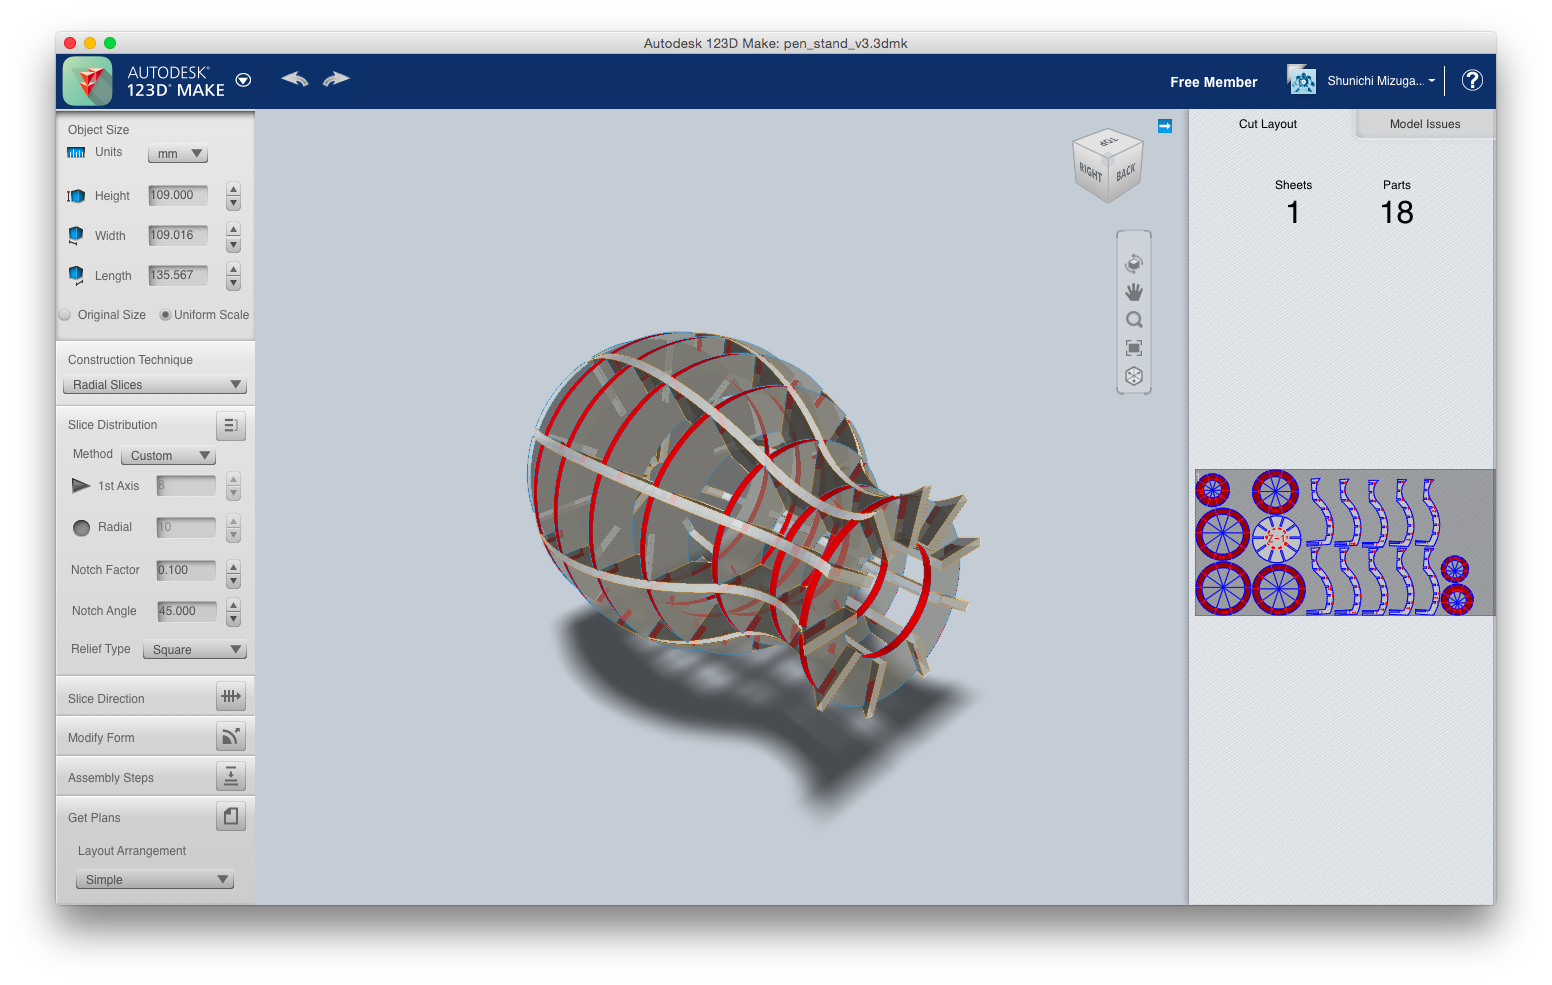 Autodesk 123D Make: pen_stand_v3.3dmk
AUTODESK®
123D® MAKE
Free Member
Shunichi Mizuga...
?
Object Size
Units
mm
Height
109.000
Width
109.016
Length
135.567
Original Size
Uniform Scale
Construction Technique
Radial Slices
Slice Distribution
Method
Custom
1st Axis
8
Radial
10
Notch Factor
0.100
Notch Angle
45.000
Relief Type
Square
Slice Direction
Modify Form
Assembly Steps
Get Plans
Layout Arrangement
Simple
TOP
RIGHT
BACK
Cut Layout
Model Issues
Sheets
Parts
1
18
Z-1